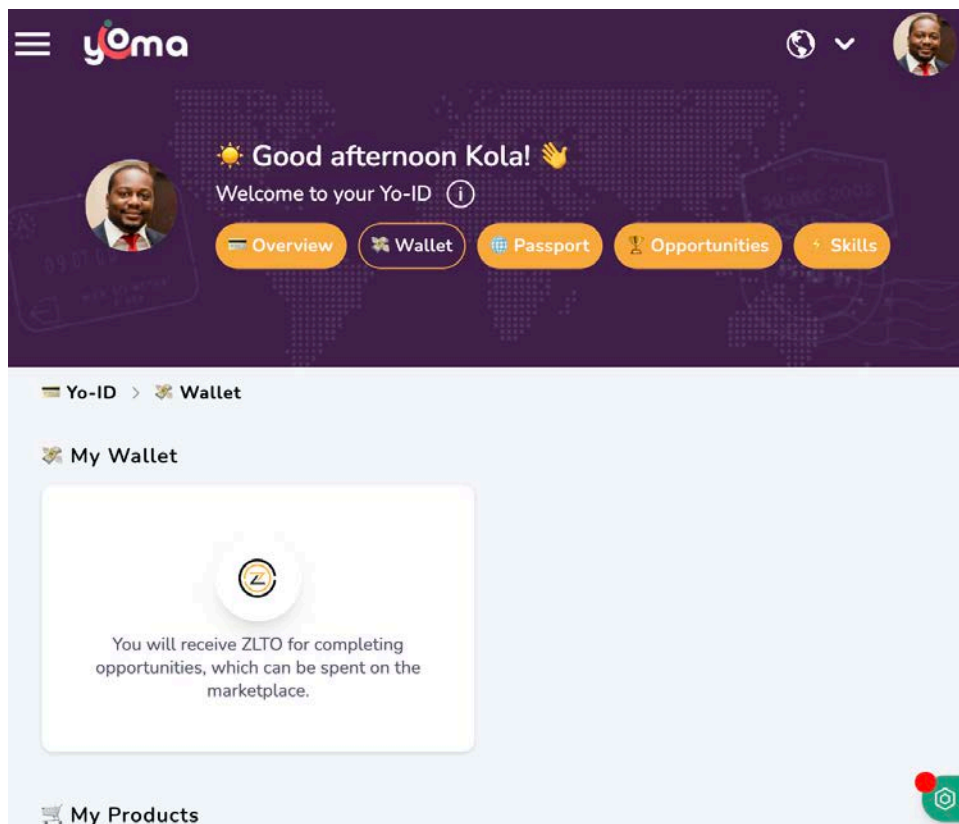 yoma
Good afternoon Kola!
Welcome to your Yo-ID
Overview
Wallet
Passport
Opportunities
Skills
Yo-ID > Wallet
My Wallet
You will receive ZLTO for completing
opportunities, which can be spent on the
marketplace.
My Products